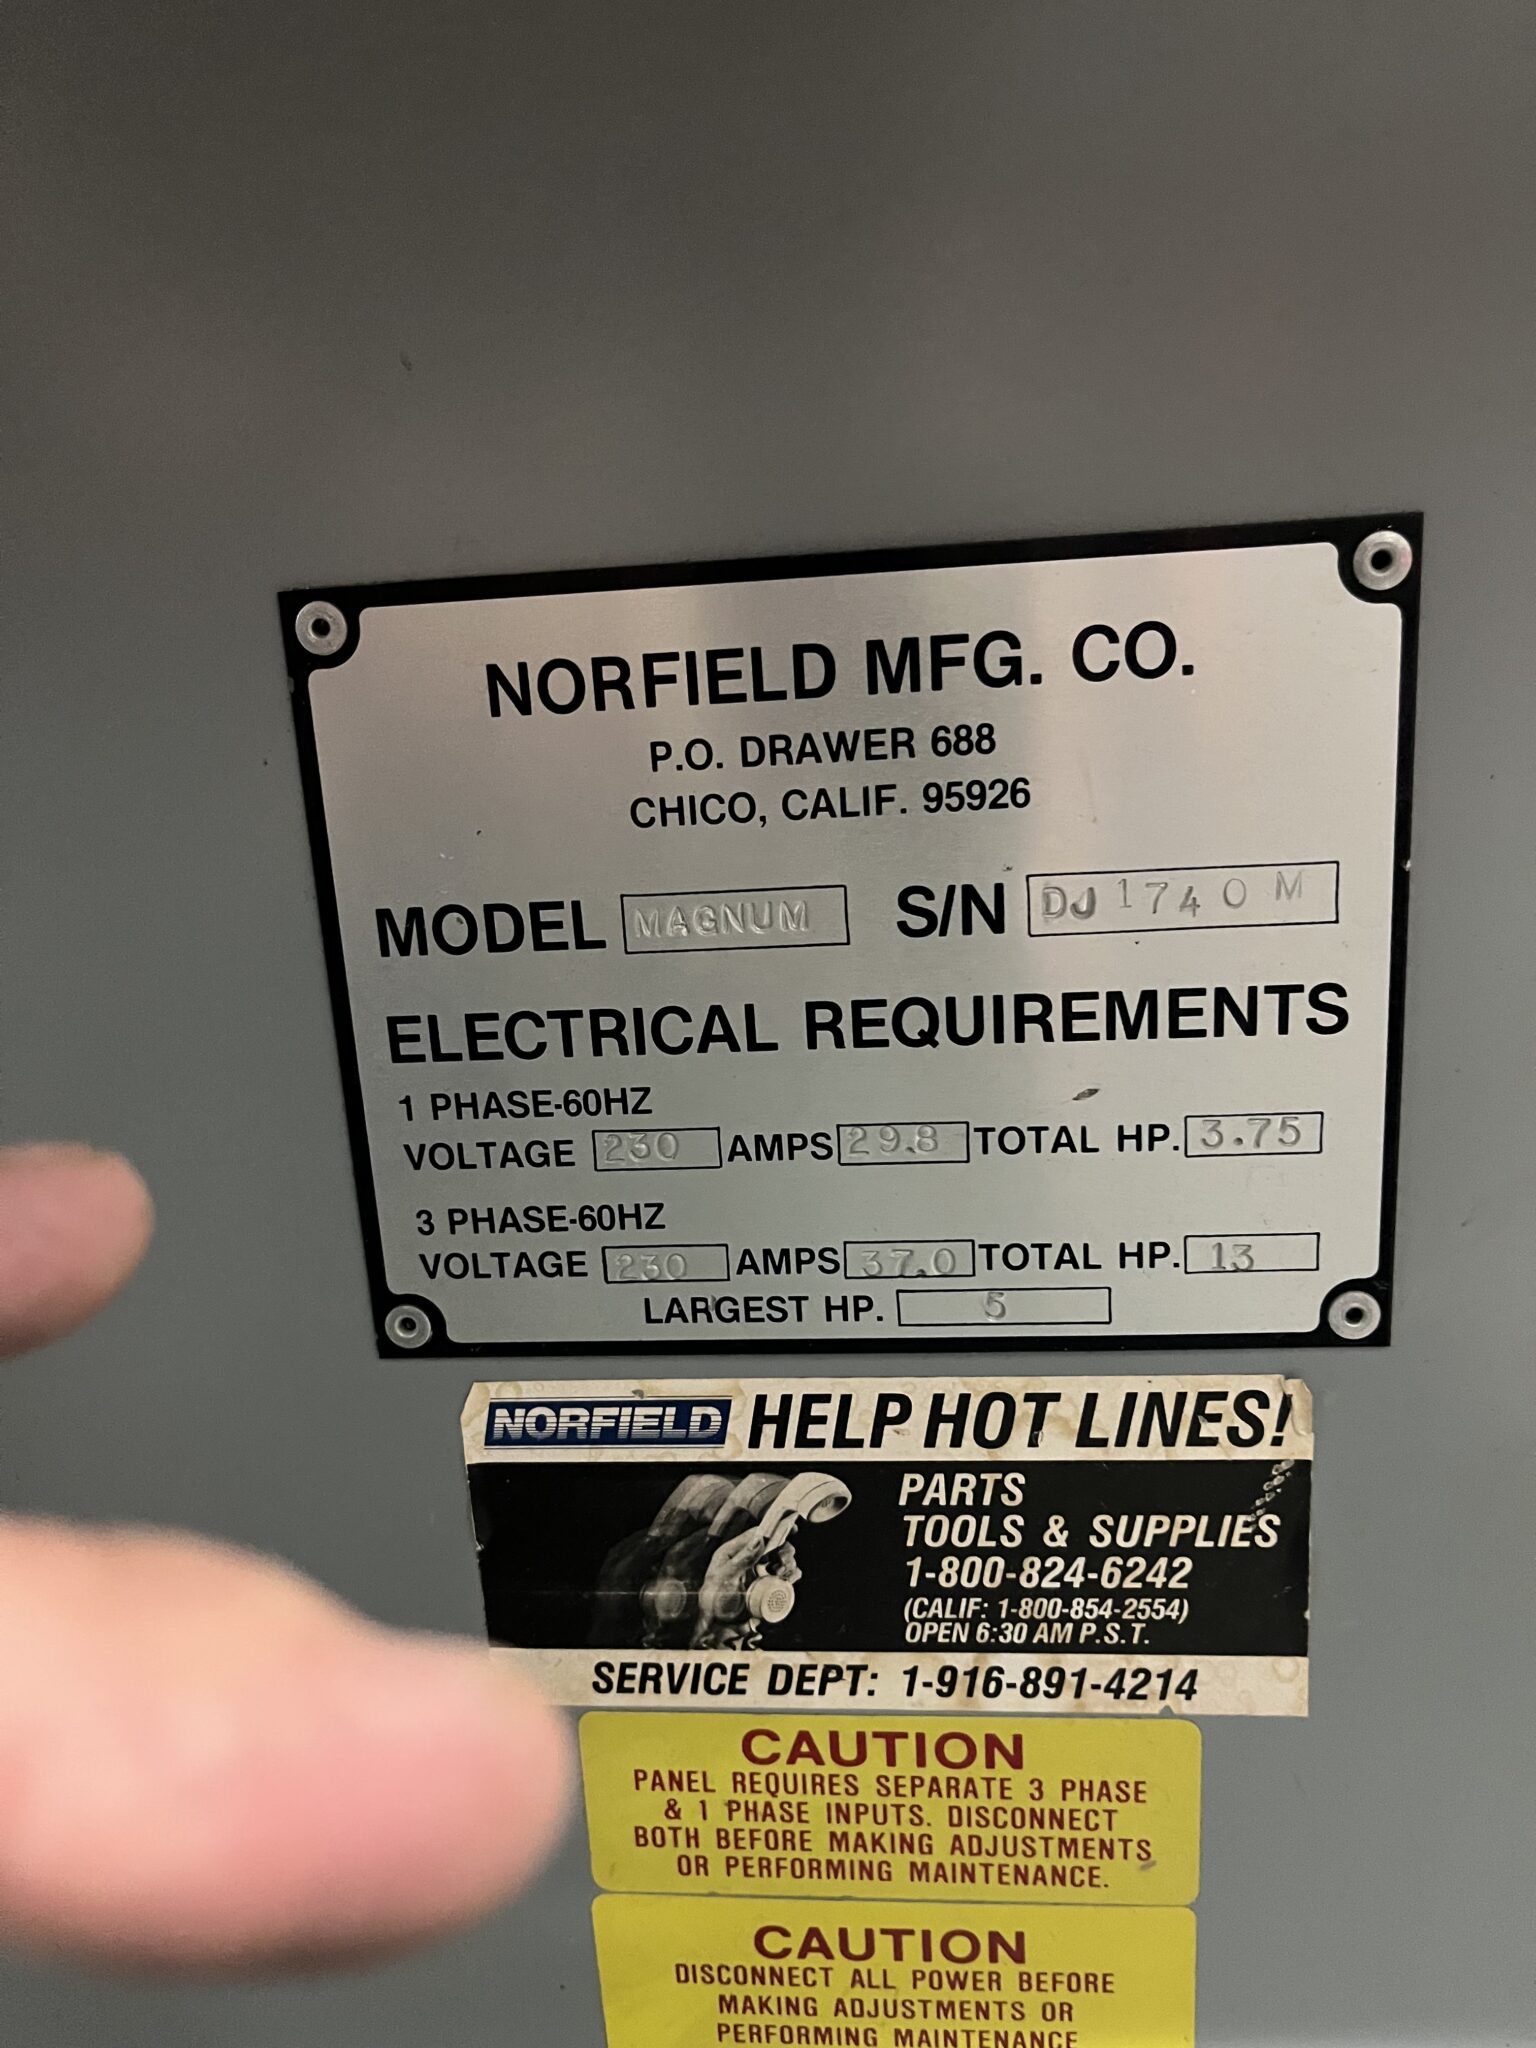 NORFIELD MFG. CO.
P.O. DRAWER 688
CHICO, CALIF. 95926
MODEL MAGNUM S/N DJ 1740 M
ELECTRICAL REQUIREMENTS
1 PHASE-60HZ
VOLTAGE 230 AMPS 29.8 TOTAL HP. 3.75
3 PHASE-60HZ
VOLTAGE 230 AMPS 37.0 TOTAL HP. 13
LARGEST HP. 5
NORFIELD HELP HOT LINES!
PARTS
TOOLS & SUPPLIES
1-800-824-6242
(CALIF: 1-800-854-2554)
OPEN 6:30 AM P.S.T.
SERVICE DEPT: 1-916-891-4214
CAUTION
PANEL REQUIRES SEPARATE 3 PHASE
& 1 PHASE INPUTS. DISCONNECT
BOTH BEFORE MAKING ADJUSTMENTS
OR PERFORMING MAINTENANCE.
CAUTION
DISCONNECT ALL POWER BEFORE
MAKING ADJUSTMENTS OR
PERFORMING MAINTENANCE